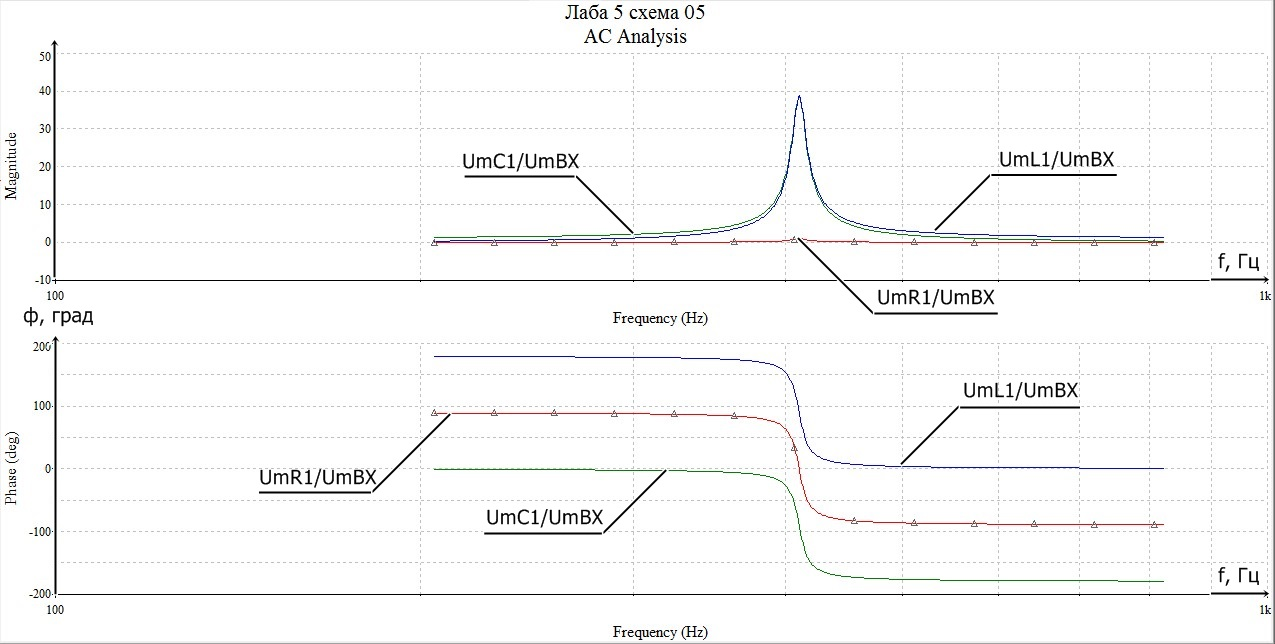 Лаба 5 схема 05
AC Analysis
50
40
30
20
10
0
-10
Magnitude
UmC1/UmBX
UmL1/UmBX
UmR1/UmBX
f, Гц
100
1k
Frequency (Hz)
ф, град
200
100
0
-100
-200
Phase (deg)
UmL1/UmBX
UmR1/UmBX
UmC1/UmBX
f, Гц
100
1k
Frequency (Hz)